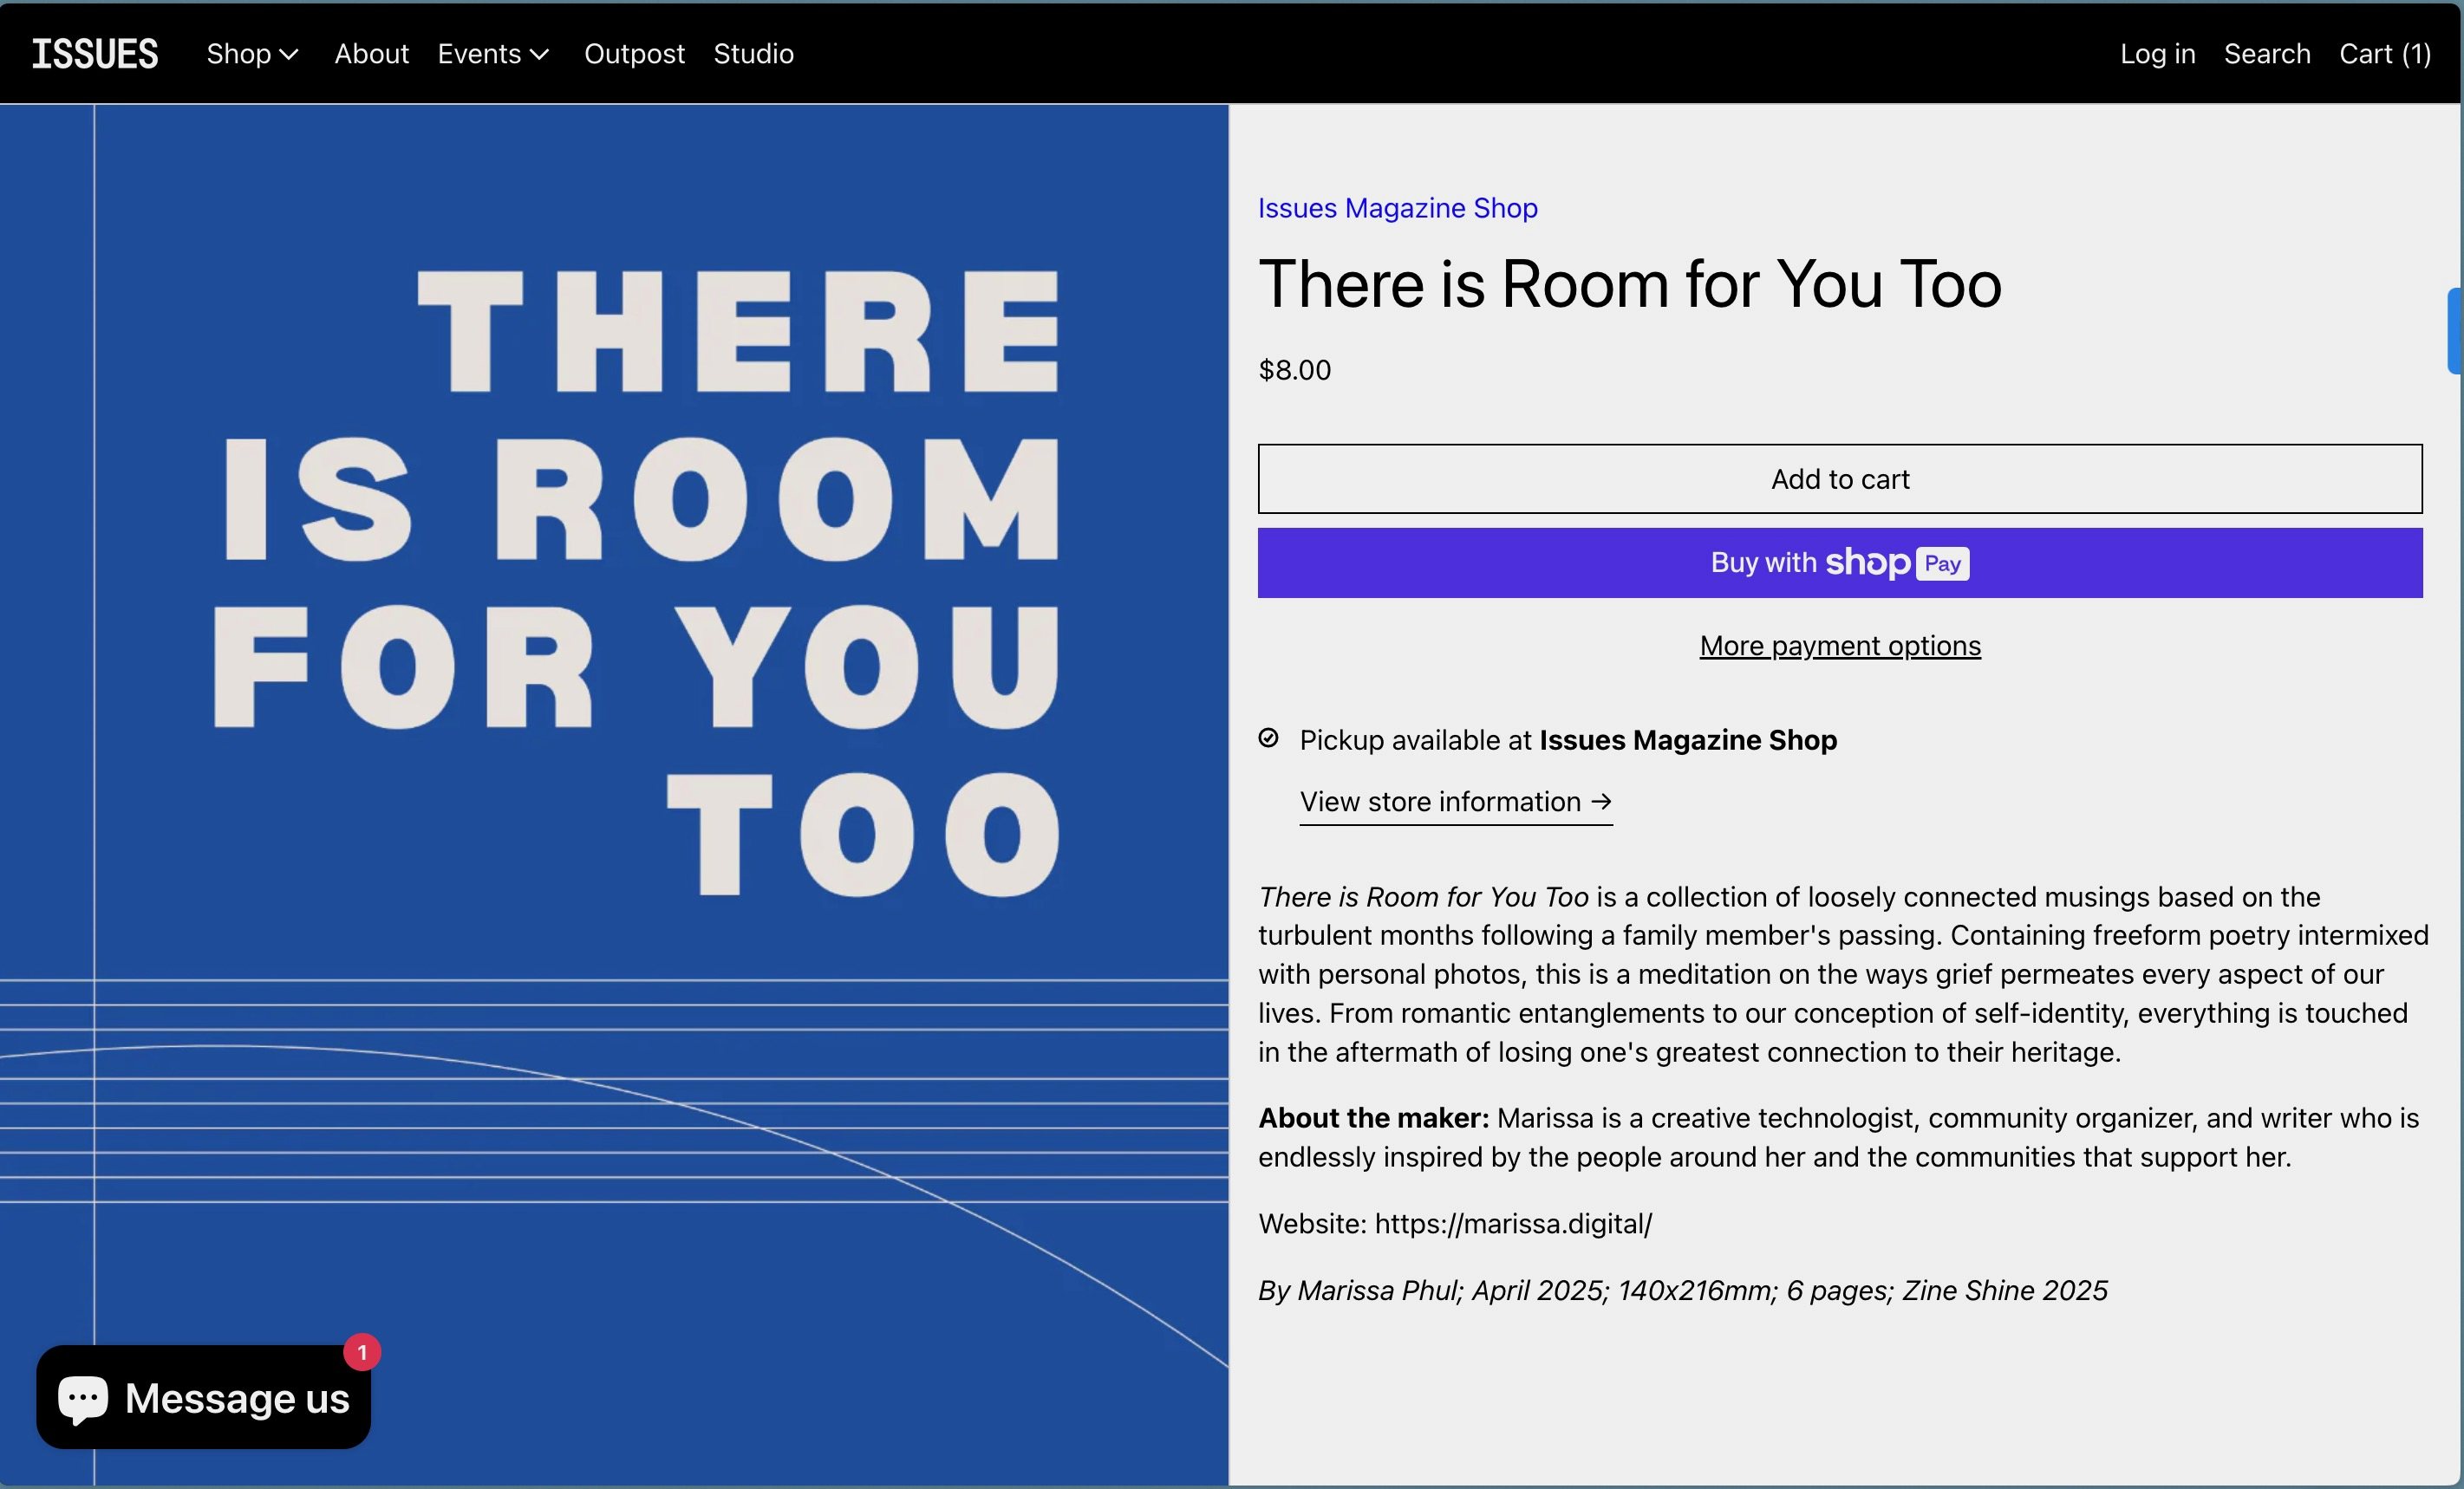 ISSUES Shop About Events Outpost Studio Log in Search Cart (1)
THERE
IS ROOM
FOR YOU
TOO
Issues Magazine Shop
There is Room for You Too
$8.00
Add to cart
Buy with shop Pay
More payment options
Pickup available at Issues Magazine Shop
View store information →
There is Room for You Too is a collection of loosely connected musings based on the
turbulent months following a family member's passing. Containing freeform poetry intermixed
with personal photos, this is a meditation on the ways grief permeates every aspect of our
lives. From romantic entanglements to our conception of self-identity, everything is touched
in the aftermath of losing one's greatest connection to their heritage.
About the maker: Marissa is a creative technologist, community organizer, and writer who is
endlessly inspired by the people around her and the communities that support her.
Website: https://marissa.digital/
By Marissa Phul; April 2025; 140x216mm; 6 pages; Zine Shine 2025
1
Message us